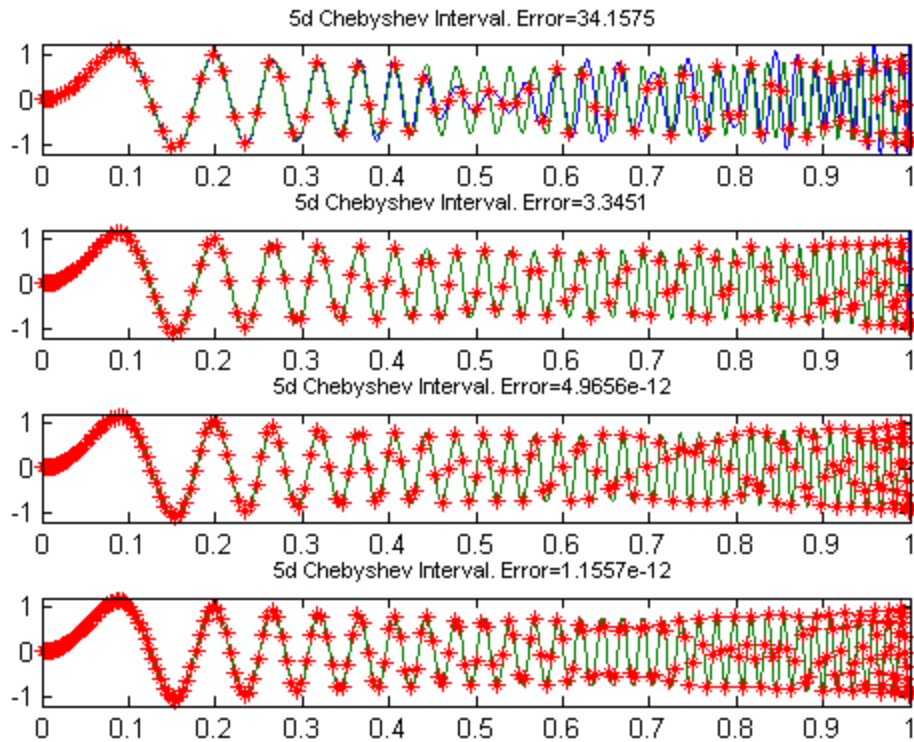 5d Chebyshev Interval. Error=34.1575
1
0
-1
0 0.1 0.2 0.3 0.4 0.5 0.6 0.7 0.8 0.9 1
5d Chebyshev Interval. Error=3.3451
1
0
-1
0 0.1 0.2 0.3 0.4 0.5 0.6 0.7 0.8 0.9 1
5d Chebyshev Interval. Error=4.9656e-12
1
0
-1
0 0.1 0.2 0.3 0.4 0.5 0.6 0.7 0.8 0.9 1
5d Chebyshev Interval. Error=1.1557e-12
1
0
-1
0 0.1 0.2 0.3 0.4 0.5 0.6 0.7 0.8 0.9 1